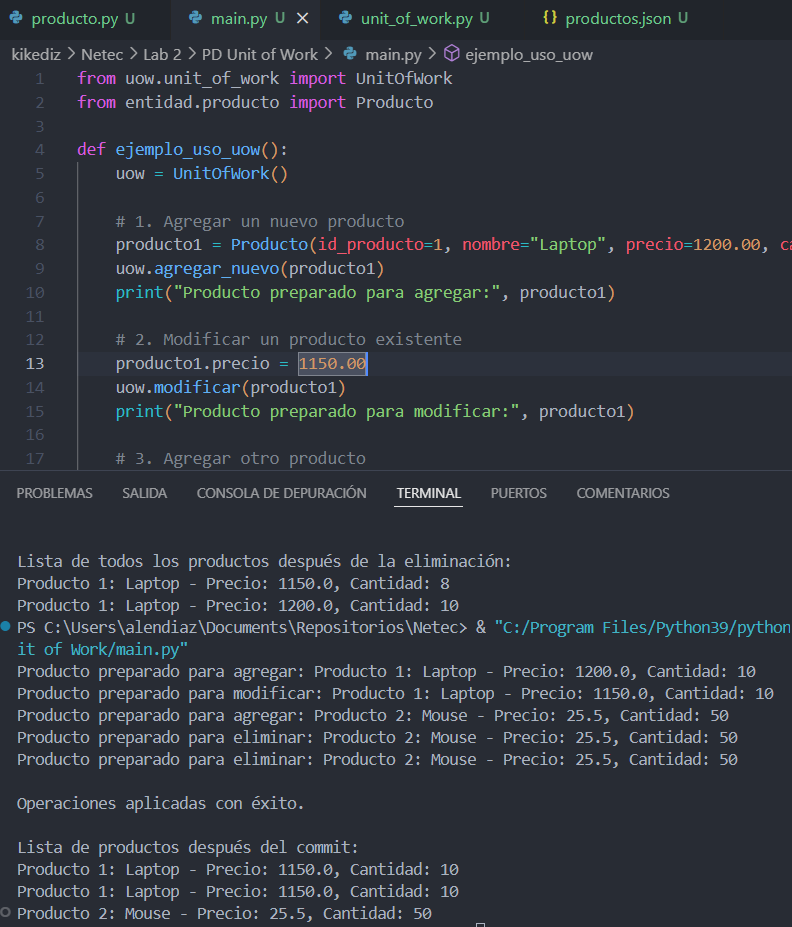 producto.py U main.py U unit_of_work.py U {} productos.json U
kikediz > Netec > Lab 2 > PD Unit of Work > main.py > ejemplo_uso_uow
1 from uow.unit_of_work import UnitOfWork
2 from entidad.producto import Producto
3
4 def ejemplo_uso_uow():
5 uow = UnitOfWork()
6
7 # 1. Agregar un nuevo producto
8 producto1 = Producto(id_producto=1, nombre="Laptop", precio=1200.00, ca
9 uow.agregar_nuevo(producto1)
10 print("Producto preparado para agregar:", producto1)
11
12 # 2. Modificar un producto existente
13 producto1.precio = 1150.00
14 uow.modificar(producto1)
15 print("Producto preparado para modificar:", producto1)
16
17 # 3. Agregar otro producto
PROBLEMAS SALIDA CONSOLA DE DEPURACIÓN TERMINAL PUERTOS COMENTARIOS
Lista de todos los productos después de la eliminación:
Producto 1: Laptop - Precio: 1150.0, Cantidad: 8
Producto 1: Laptop - Precio: 1200.0, Cantidad: 10
PS C:\Users\alendiaz\Documents\Repositorios\Netec> & "C:/Program Files/Python39/python
it of Work/main.py"
Producto preparado para agregar: Producto 1: Laptop - Precio: 1200.0, Cantidad: 10
Producto preparado para modificar: Producto 1: Laptop - Precio: 1150.0, Cantidad: 10
Producto preparado para agregar: Producto 2: Mouse - Precio: 25.5, Cantidad: 50
Producto preparado para eliminar: Producto 2: Mouse - Precio: 25.5, Cantidad: 50
Producto preparado para eliminar: Producto 2: Mouse - Precio: 25.5, Cantidad: 50
Operaciones aplicadas con éxito.
Lista de productos después del commit:
Producto 1: Laptop - Precio: 1150.0, Cantidad: 10
Producto 1: Laptop - Precio: 1150.0, Cantidad: 10
Producto 2: Mouse - Precio: 25.5, Cantidad: 50